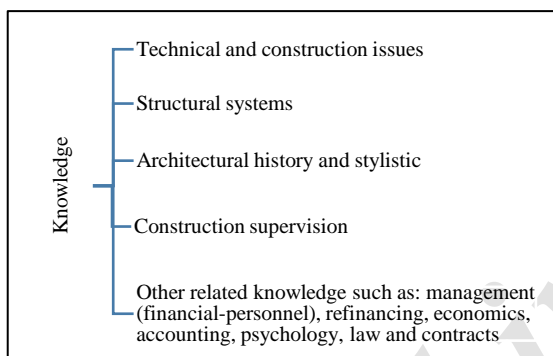 Knowledge
Technical and construction issues
Structural systems
Architectural history and stylistic
Construction supervision
Other related knowledge such as: management
(financial-personnel), refinancing, economics,
accounting, psychology, law and contracts